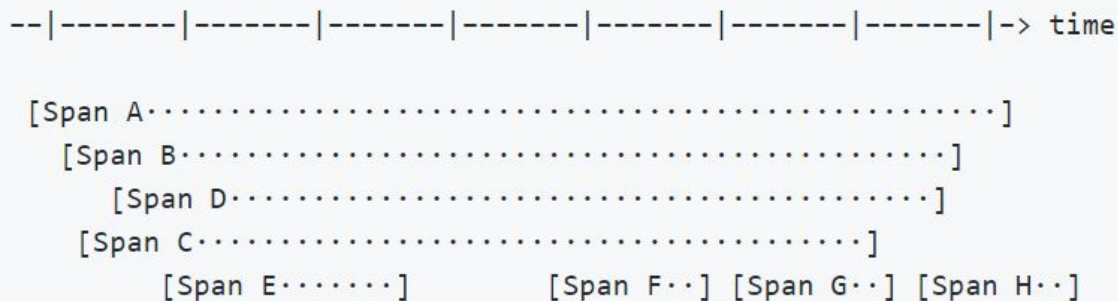 --|-------|-------|-------|-------|-------|-------|-------|-> time
[Span A···················································]
[Span B··············································]
[Span D··········································]
[Span C········································]
[Span E·······] [Span F··] [Span G··] [Span H··]